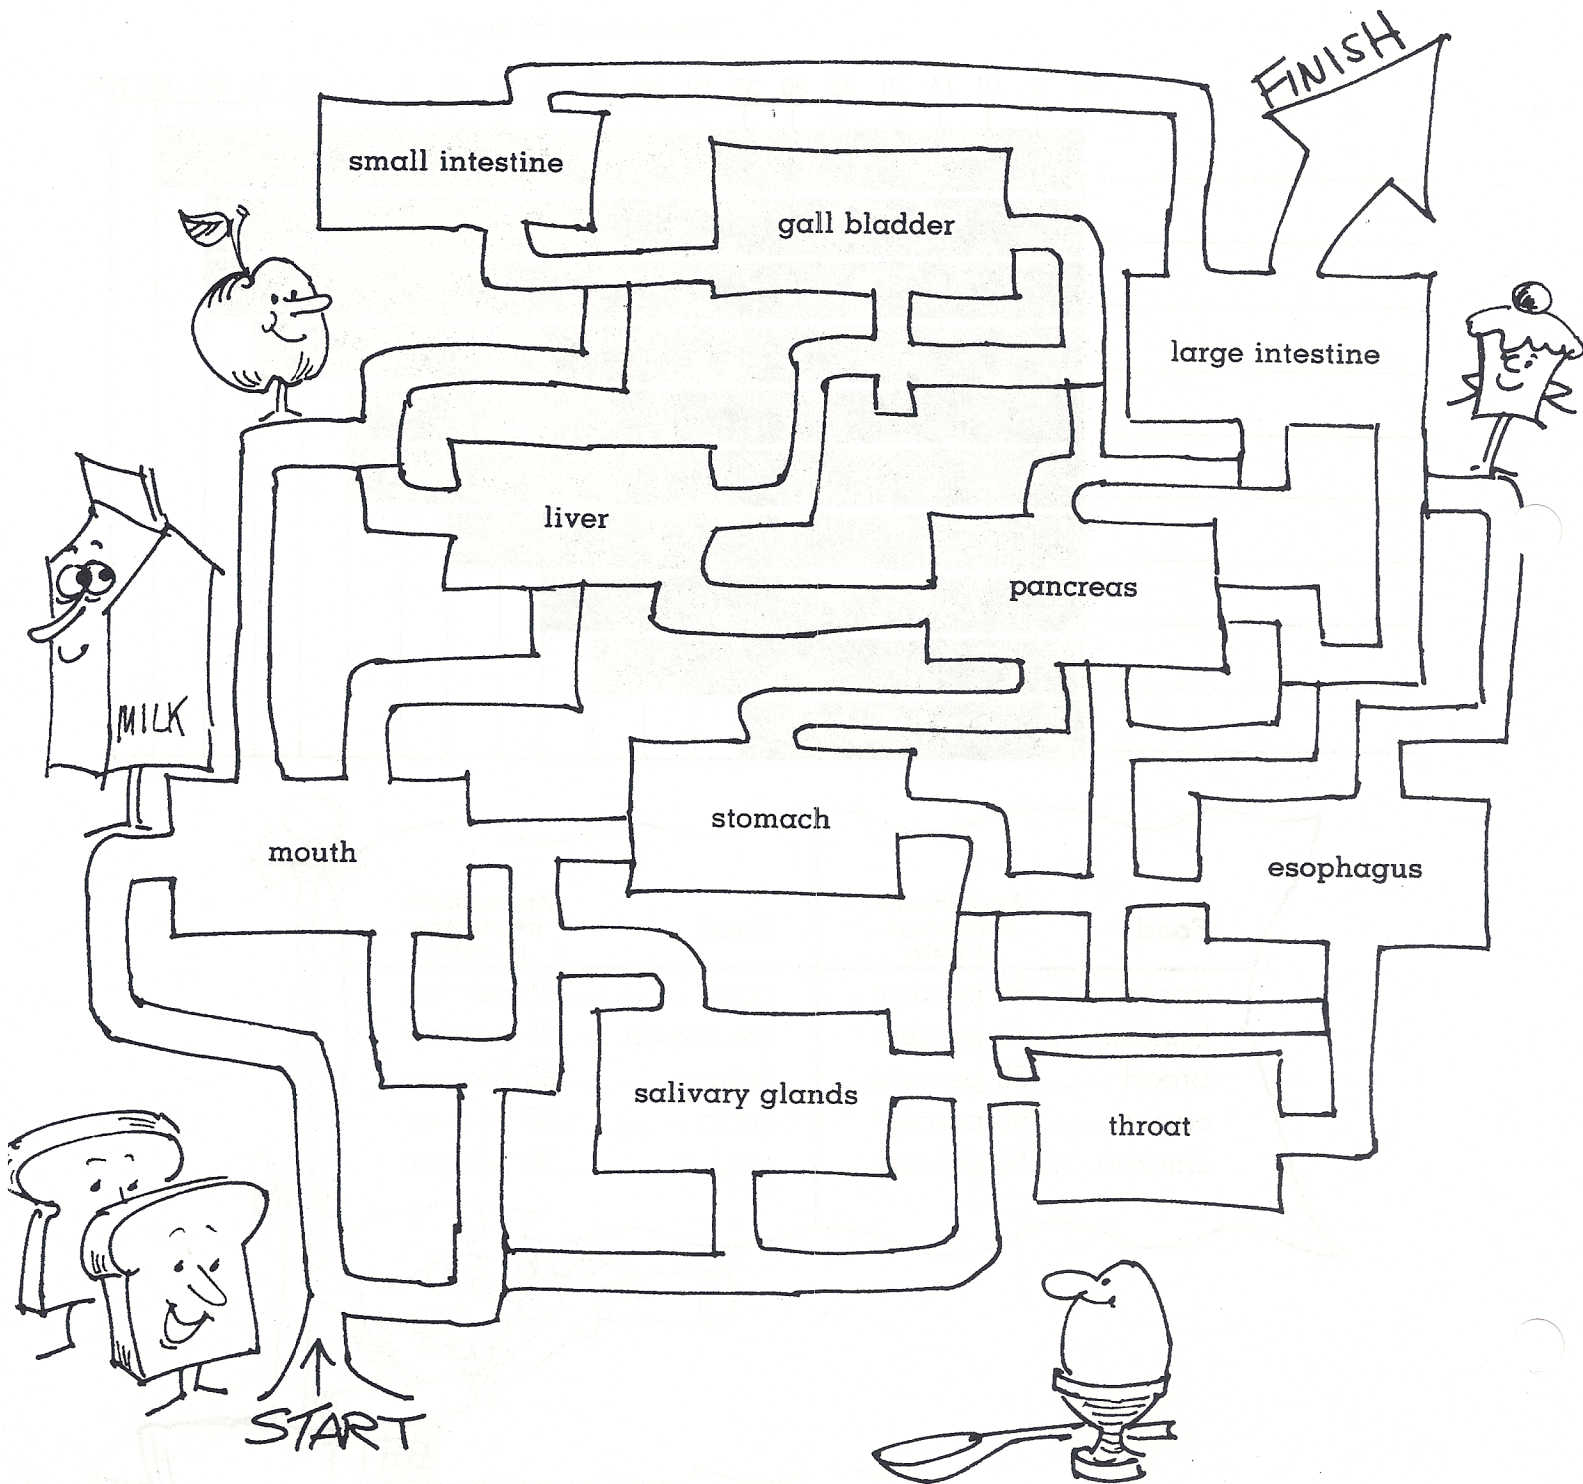 FINISH
small intestine
gall bladder
large intestine
liver
pancreas
MILK
stomach
mouth
esophagus
salivary glands
throat
START